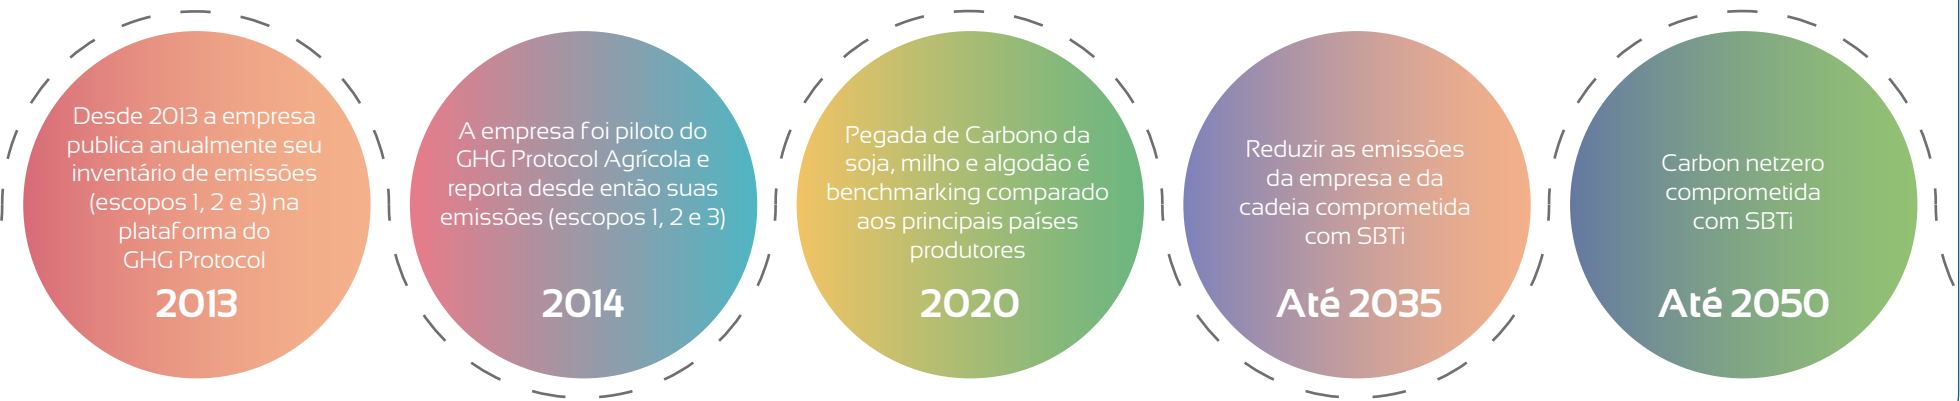 Desde 2013 a empresa
publica anualmente seu
inventário de emissões
(escopos 1, 2 e 3) na
plataforma do
GHG Protocol
2013
A empresa foi piloto do
GHG Protocol Agrícola e
reporta desde então suas
emissões (escopos 1, 2 e 3)
2014
Pegada de Carbono da
soja, milho e algodão é
benchmarking comparado
aos principais países
produtores
2020
Reduzir as emissões
da empresa e da
cadeia comprometida
com SBTi
Até 2035
Carbon netzero
comprometida
com SBTi
Até 2050